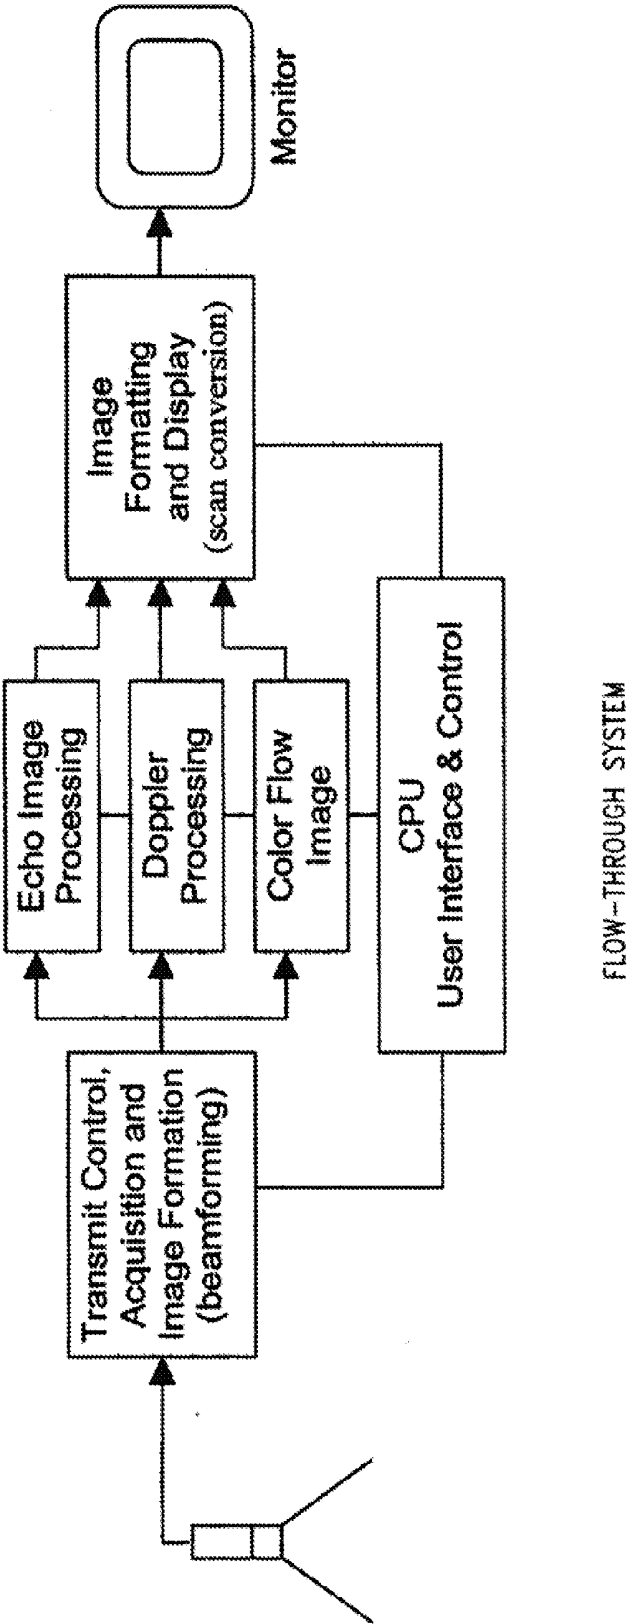 Transmit Control,
Acquisition and
Image Formation
(beamforming)
Echo Image
Processing
Doppler
Processing
Color Flow
Image
CPU
User Interface & Control
Image
Formatting
and Display
(scan conversion)
Monitor
FLOW-THROUGH SYSTEM